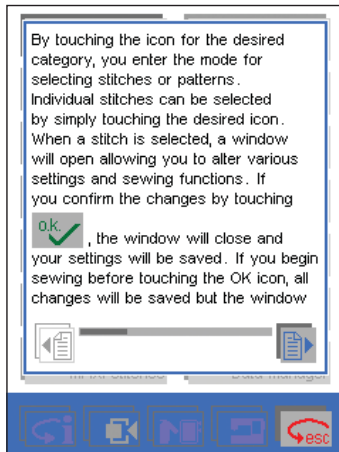 By touching the icon for the desired
category, you enter the mode for
selecting stitches or patterns.
Individual stitches can be selected
by simply touching the desired icon.
When a stitch is selected, a window
will open allowing you to alter various
settings and sewing functions. If
you confirm the changes by touching
o.k. , the window will close and
your settings will be saved. If you begin
sewing before touching the OK icon, all
changes will be saved but the window
esc